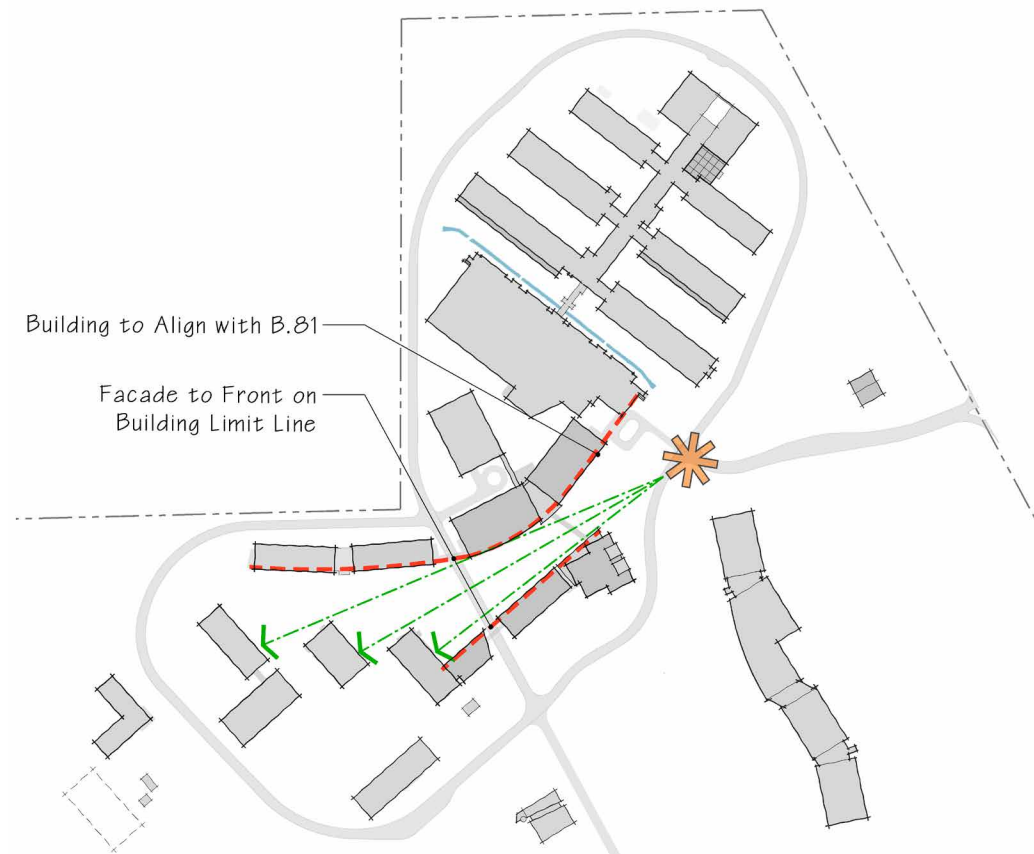 Building to Align with B.81
Facade to Front on
Building Limit Line